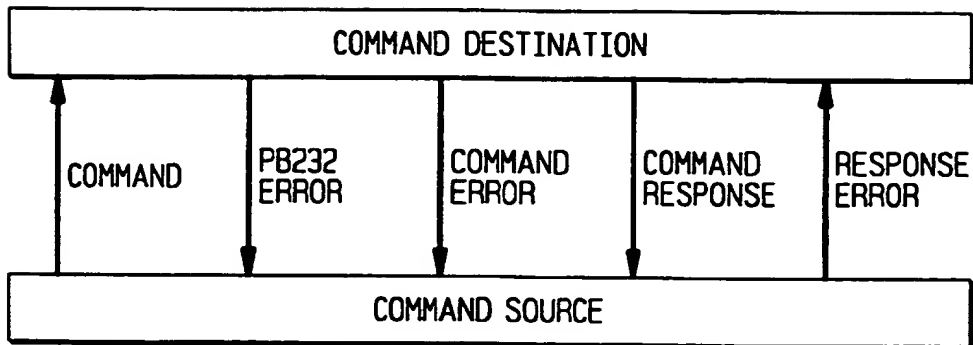 COMMAND DESTINATION
COMMAND
PB232
ERROR
COMMAND
ERROR
COMMAND
RESPONSE
RESPONSE
ERROR
COMMAND SOURCE